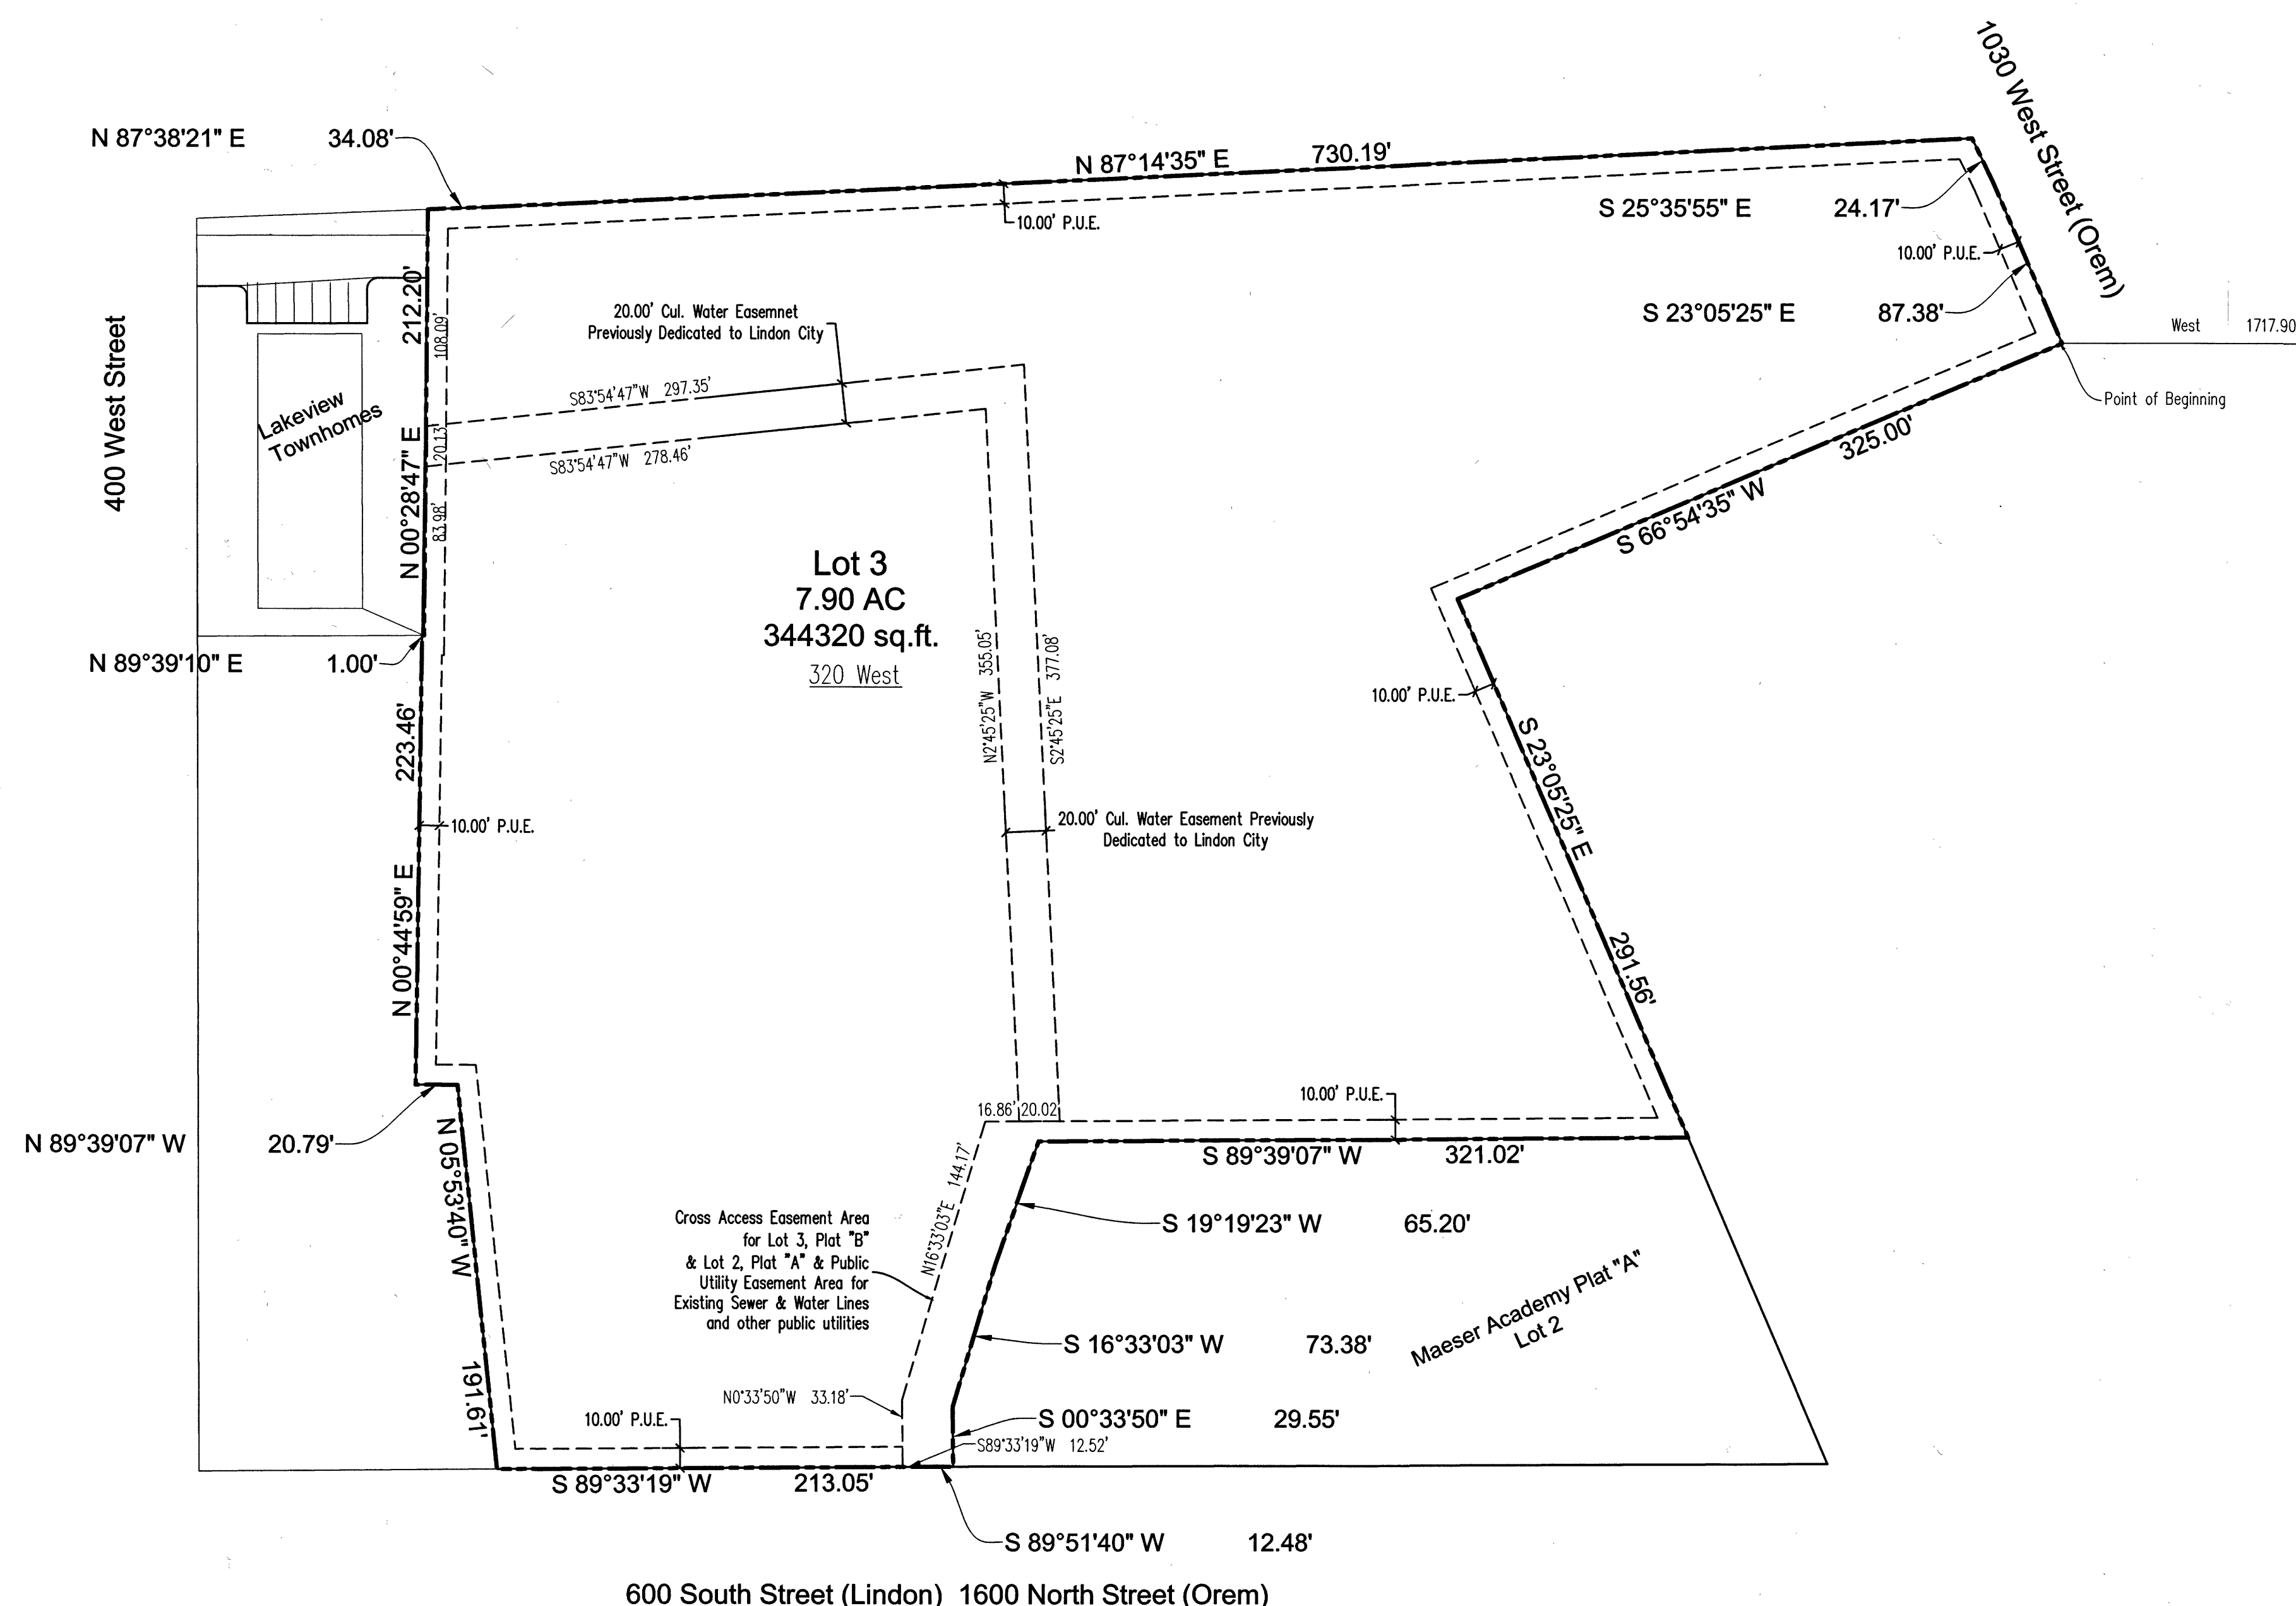 1030 West Street (Orem)
N 87°38'21" E 34.08'
N 87°14'35" E 730.19'
10.00' P.U.E.
S 25°35'55" E 24.17'
10.00' P.U.E.
S 23°05'25" E 87.38'
West 1717.90
Point of Beginning
325.00'
S 66°54'35" W
400 West Street
Lakeview
Townhomes
212.20'
N 00°28'47" E
108.09'
20.13'
83.98'
20.00' Cul. Water Easemnet
Previously Dedicated to Lindon City
S83°54'47"W 297.35'
S83°54'47"W 278.46'
Lot 3
7.90 AC
344320 sq.ft.
320 West
N2°45'25"W 355.05'
S2°45'25"E 377.08'
N 89°39'10" E 1.00'
10.00' P.U.E.
S 23°05'25" E
291.56'
223.46'
N 00°44'59" E
10.00' P.U.E.
20.00' Cul. Water Easement Previously
Dedicated to Lindon City
10.00' P.U.E.
16.86' 20.02'
N 89°39'07" W 20.79'
S 89°39'07" W 321.02'
N 05°53'40" W
191.61'
N16°33'03"E 144.17'
Cross Access Easement Area
for Lot 3, Plat "B"
& Lot 2, Plat "A" & Public
Utility Easement Area for
Existing Sewer & Water Lines
and other public utilities
S 19°19'23" W 65.20'
S 16°33'03" W 73.38'
Maeser Academy Plat "A"
Lot 2
N0°33'50"W 33.18'
10.00' P.U.E.
S 00°33'50" E 29.55'
S89°33'19"W 12.52'
S 89°33'19" W 213.05'
S 89°51'40" W 12.48'
600 South Street (Lindon) 1600 North Street (Orem)